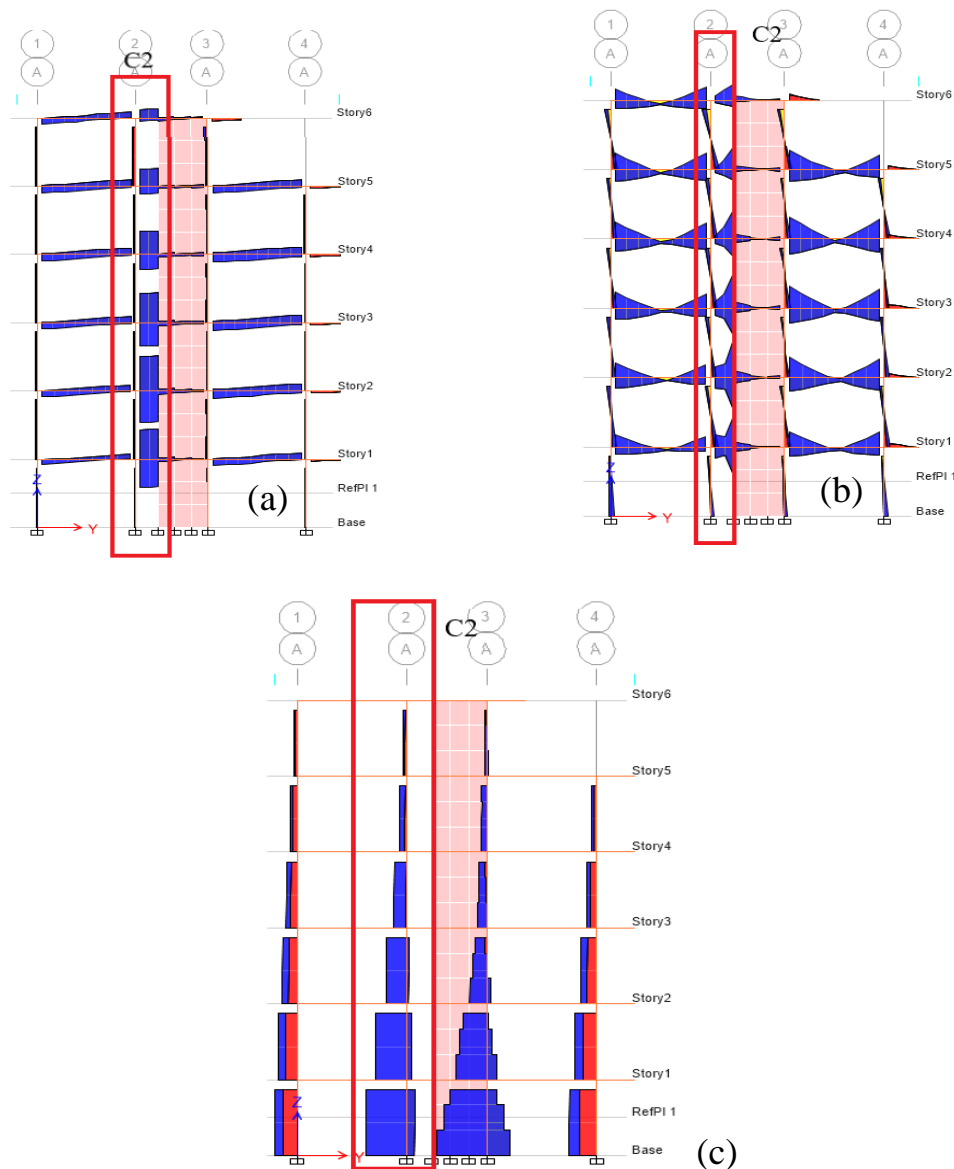 1 2 3 4
C2
A A A A
Story6
Story5
Story4
Story3
Story2
Story1
Z
RefPl 1
Y
Base
(a)
1 2 3 4
C2
A A A A
Story6
Story5
Story4
Story3
Story2
Story1
Z
RefPl 1
Y
Base
(b)
1 2 3 4
C2
A A A A
Story6
Story5
Story4
Story3
Story2
Story1
Z
RefPl 1
Y
Base
(c)